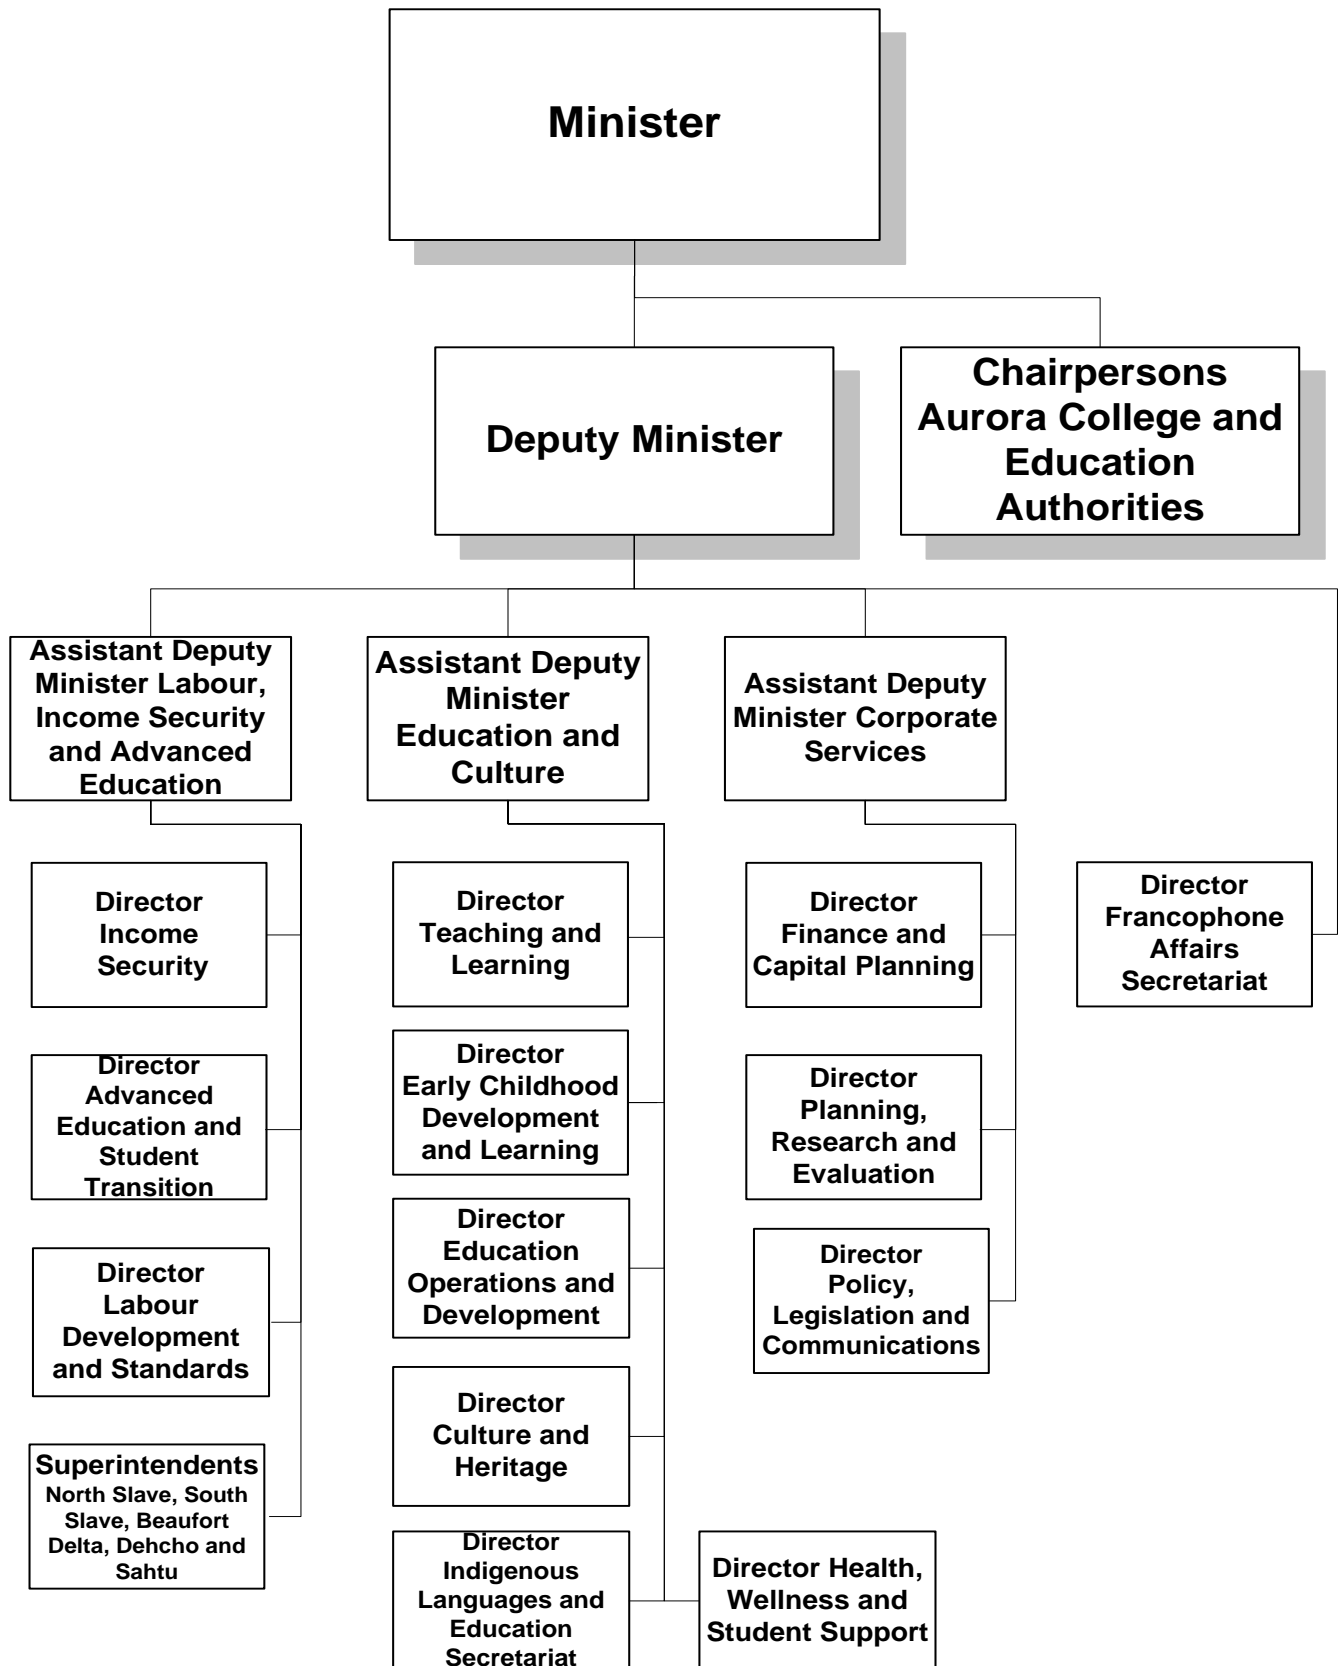 Minister
Deputy Minister
Chairpersons
Aurora College and
Education
Authorities
Assistant Deputy
Minister Labour,
Income Security
and Advanced
Education
Assistant Deputy
Minister
Education and
Culture
Assistant Deputy
Minister Corporate
Services
Director
Income
Security
Director
Teaching and
Learning
Director
Finance and
Capital Planning
Director
Francophone
Affairs
Secretariat
Director
Advanced
Education and
Student
Transition
Director
Early Childhood
Development
and Learning
Director
Planning,
Research and
Evaluation
Director
Labour
Development
and Standards
Director
Education
Operations and
Development
Director
Policy,
Legislation and
Communications
Superintendents
North Slave, South
Slave, Beaufort
Delta, Dehcho and
Sahtu
Director
Culture and
Heritage
Director
Indigenous
Languages and
Education
Secretariat
Director Health,
Wellness and
Student Support